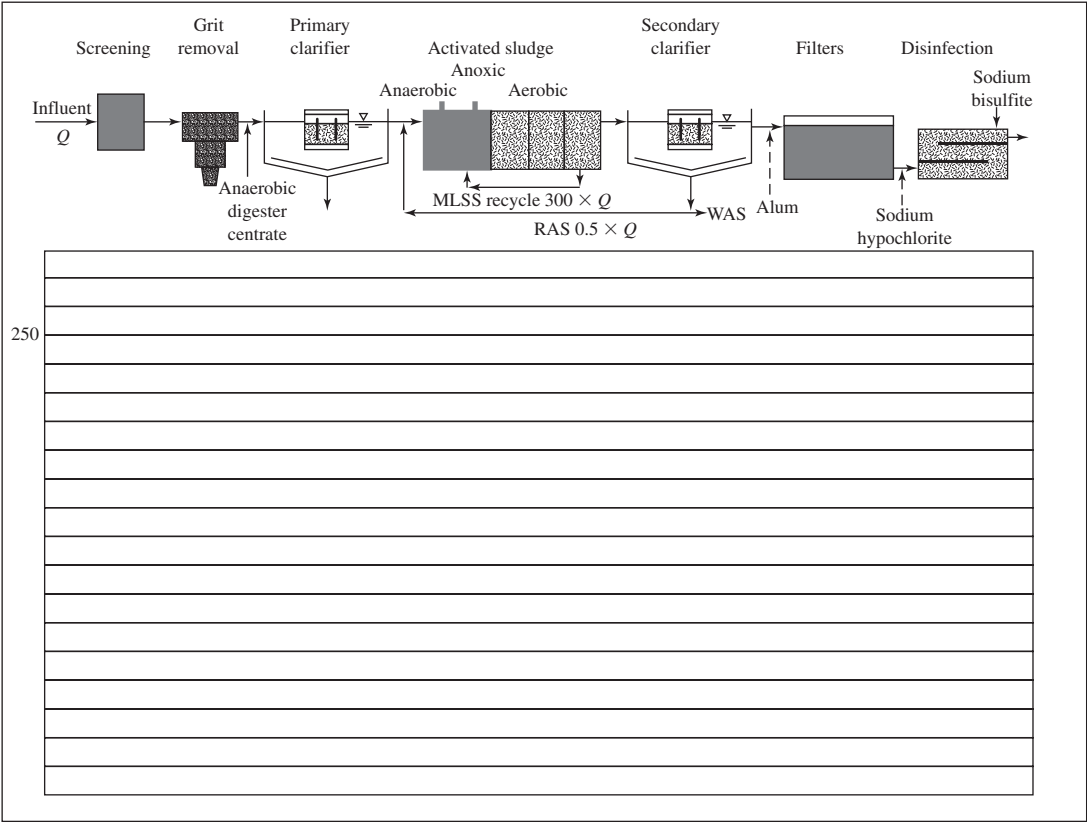 Grit
removal
Primary
clarifier
Secondary
clarifier
Screening
Activated sludge
Filters
Disinfection
Anoxic
Anaerobic
Aerobic
Sodium
bisulfite
Influent
Q
Anaerobic
digester
centrate
MLSS recycle 300 × Q
RAS 0.5 × Q
WAS
Alum
Sodium
hypochlorite
250